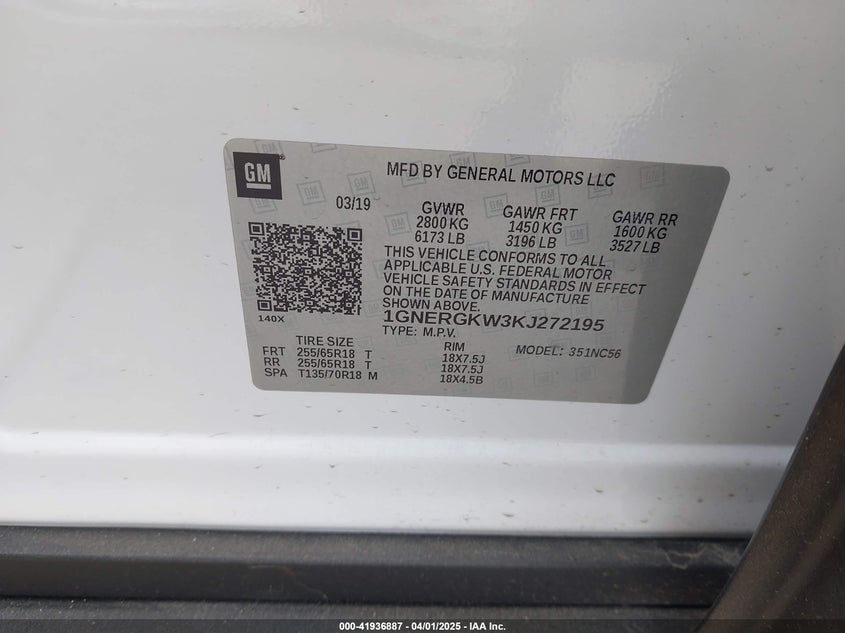 GM
MFD BY GENERAL MOTORS LLC
03/19
GVWR GAWR FRT GAWR RR
2800 KG 1450 KG 1600 KG
6173 LB 3196 LB 3527 LB
THIS VEHICLE CONFORMS TO ALL
APPLICABLE U.S. FEDERAL MOTOR
VEHICLE SAFETY STANDARDS IN EFFECT
ON THE DATE OF MANUFACTURE
SHOWN ABOVE.
140X
1GNERGKW3KJ272195
TYPE: M.P.V. MODEL: 351NC56
TIRE SIZE RIM
FRT 255/65R18 T 18X7.5J
RR 255/65R18 T 18X7.5J
SPA T135/70R18 M 18X4.5B
000-41936887 - 04/01/2025 - IAA Inc.